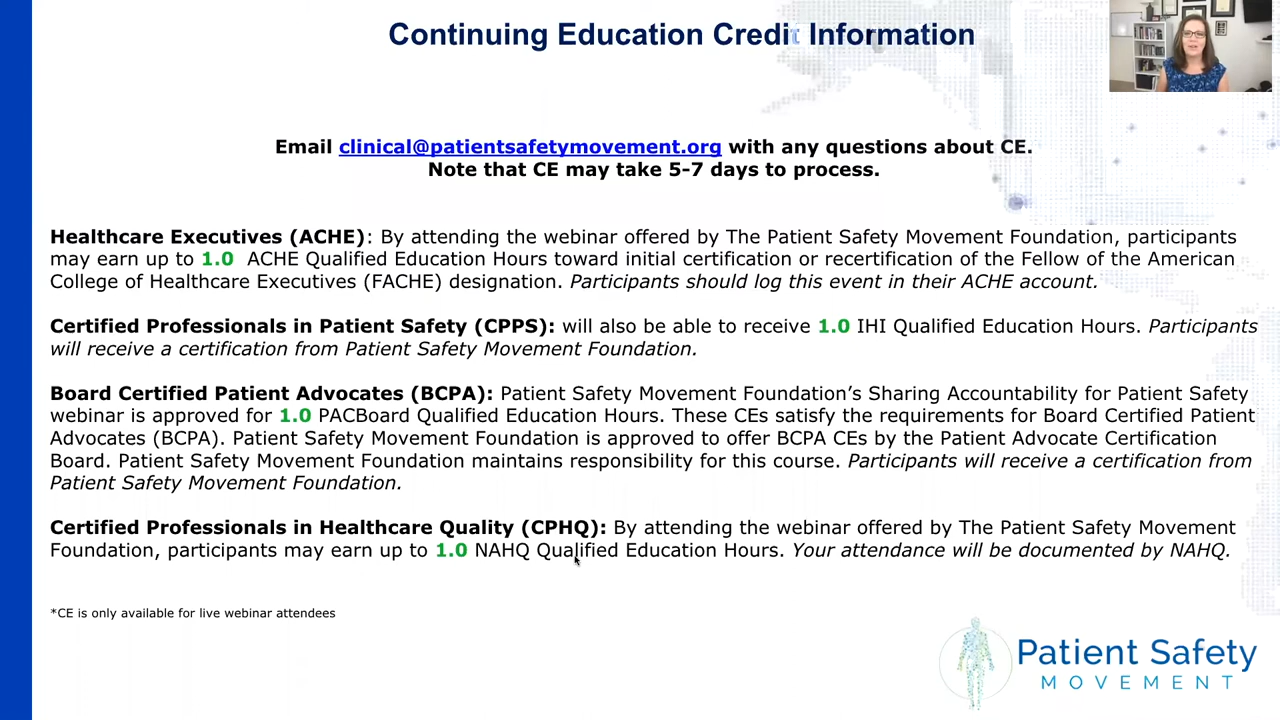 Continuing Education Credit Information
Email clinical@patientsafetymovement.org with any questions about CE.
Note that CE may take 5-7 days to process.
Healthcare Executives (ACHE): By attending the webinar offered by The Patient Safety Movement Foundation, participants
may earn up to 1.0 ACHE Qualified Education Hours toward initial certification or recertification of the Fellow of the American
College of Healthcare Executives (FACHE) designation. Participants should log this event in their ACHE account.
Certified Professionals in Patient Safety (CPPS): will also be able to receive 1.0 IHI Qualified Education Hours. Participants
will receive a certification from Patient Safety Movement Foundation.
Board Certified Patient Advocates (BCPA): Patient Safety Movement Foundation’s Sharing Accountability for Patient Safety
webinar is approved for 1.0 PACBoard Qualified Education Hours. These CEs satisfy the requirements for Board Certified Patient
Advocates (BCPA). Patient Safety Movement Foundation is approved to offer BCPA CEs by the Patient Advocate Certification
Board. Patient Safety Movement Foundation maintains responsibility for this course. Participants will receive a certification from
Patient Safety Movement Foundation.
Certified Professionals in Healthcare Quality (CPHQ): By attending the webinar offered by The Patient Safety Movement
Foundation, participants may earn up to 1.0 NAHQ Qualified Education Hours. Your attendance will be documented by NAHQ.
*CE is only available for live webinar attendees
Patient Safety
MOVEMENT